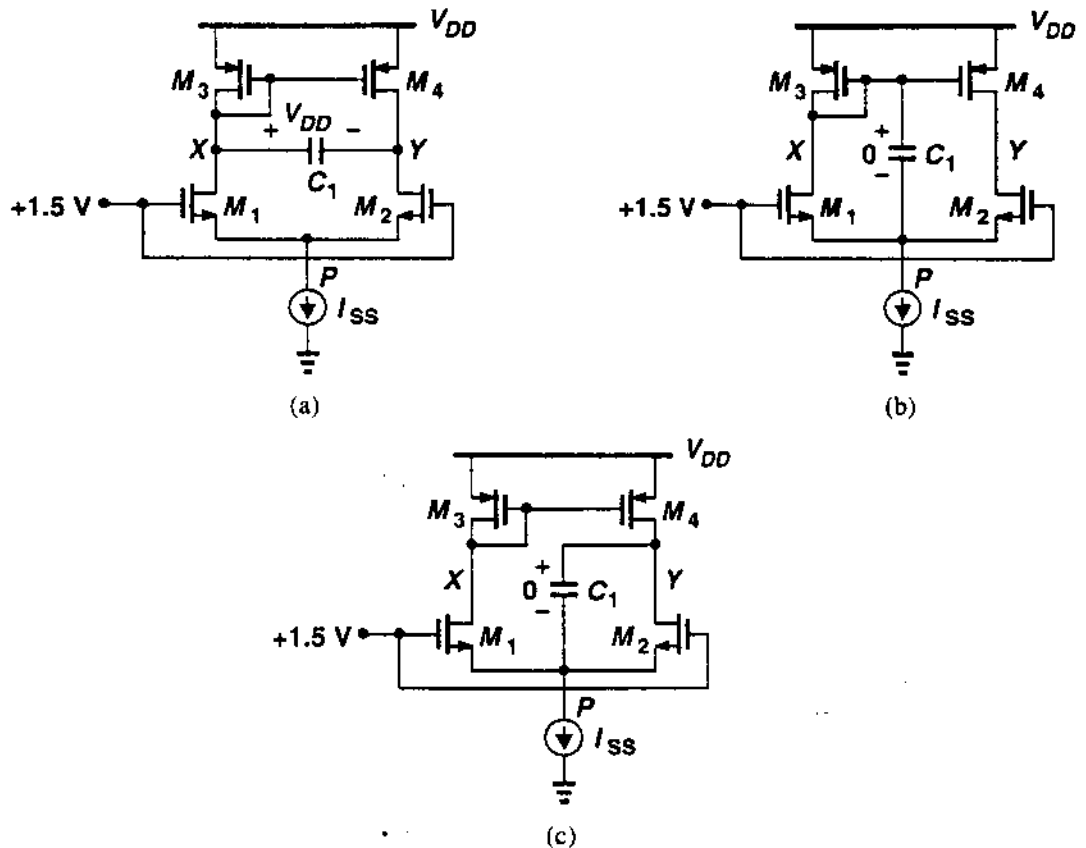 V_DD
M_3
M_4
V_DD
+ −
X
Y
C_1
+1.5 V
M_1
M_2
P
I_SS
(a)
V_DD
M_3
M_4
+
X
0
C_1
Y
−
+1.5 V
M_1
M_2
P
I_SS
(b)
V_DD
M_3
M_4
X
+
0
C_1
Y
−
+1.5 V
M_1
M_2
P
I_SS
(c)